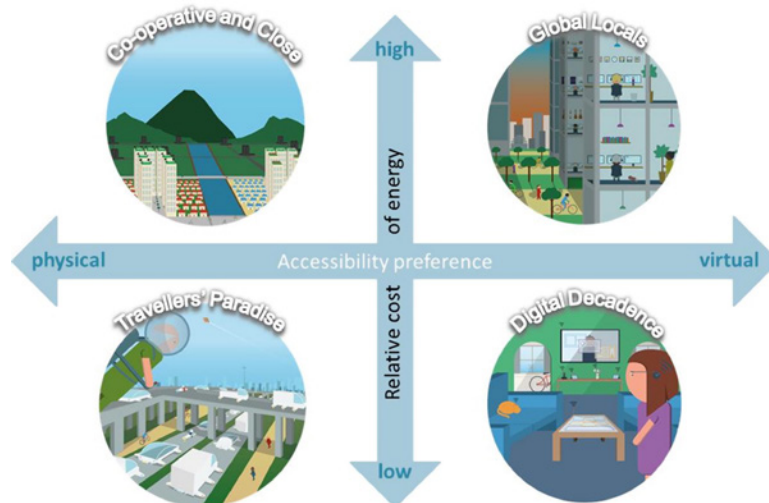 Co-operative and Close
high
Global Locals
of energy
physical
Accessibility preference
virtual
Travellers' Paradise
Relative cost
Digital Decadence
low